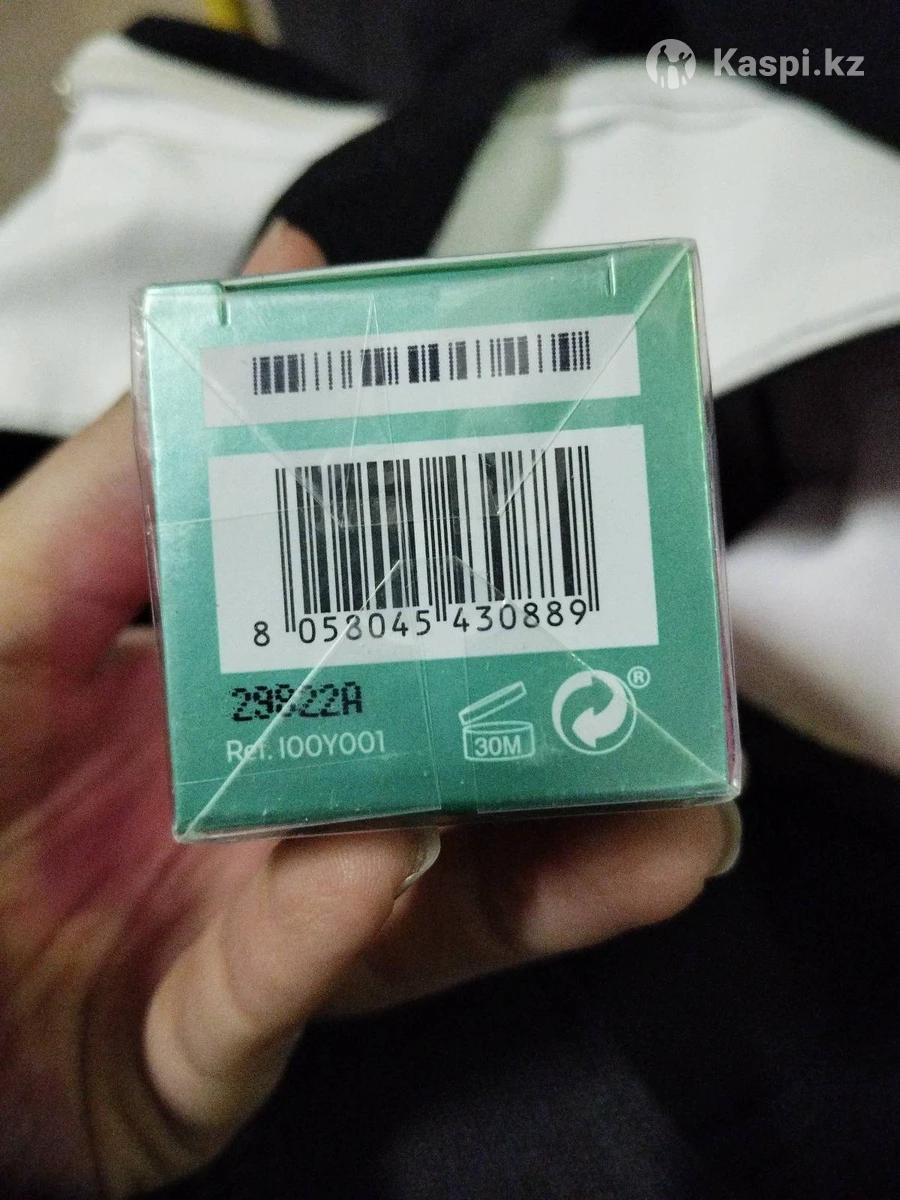 Kaspi.kz
8 058045 430889
29822A
Ref. 100Y001
30M
®